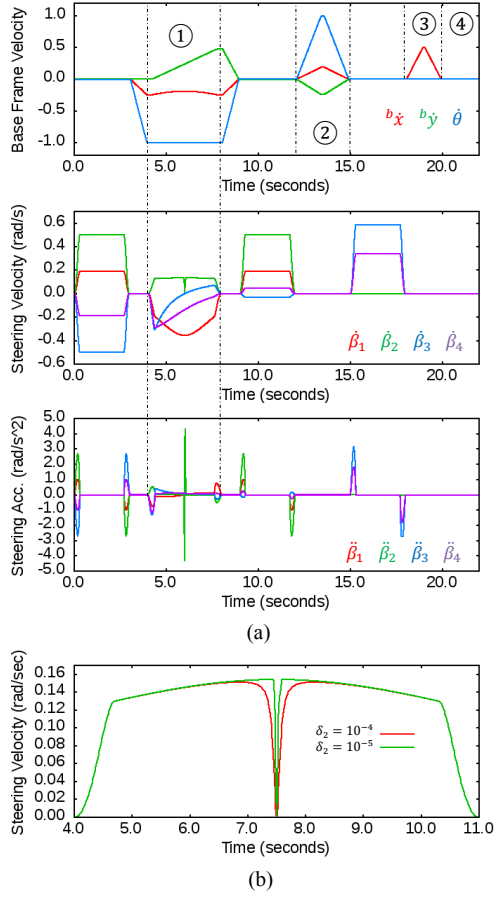 Base Frame Velocity
1.0
0.5
0.0
-0.5
-1.0
① ② ③ ④
ᵇẋ ᵇẏ θ̇
0.0 5.0 10.0 15.0 20.0
Time (seconds)
Steering Velocity (rad/s)
0.6
0.4
0.2
0.0
-0.2
-0.4
-0.6
β̇₁ β̇₂ β̇₃ β̇₄
0.0 5.0 10.0 15.0 20.0
Time (seconds)
Steering Acc. (rad/s^2)
5.0
4.0
3.0
2.0
1.0
0.0
-1.0
-2.0
-3.0
-4.0
-5.0
β̈₁ β̈₂ β̈₃ β̈₄
0.0 5.0 10.0 15.0 20.0
Time (seconds)
(a)
Steering Velocity (rad/sec)
0.16
0.14
0.12
0.10
0.08
0.06
0.04
0.02
0.00
δ₂ = 10⁻⁴
δ₂ = 10⁻⁵
4.0 5.0 6.0 7.0 8.0 9.0 10.0 11.0
Time (seconds)
(b)